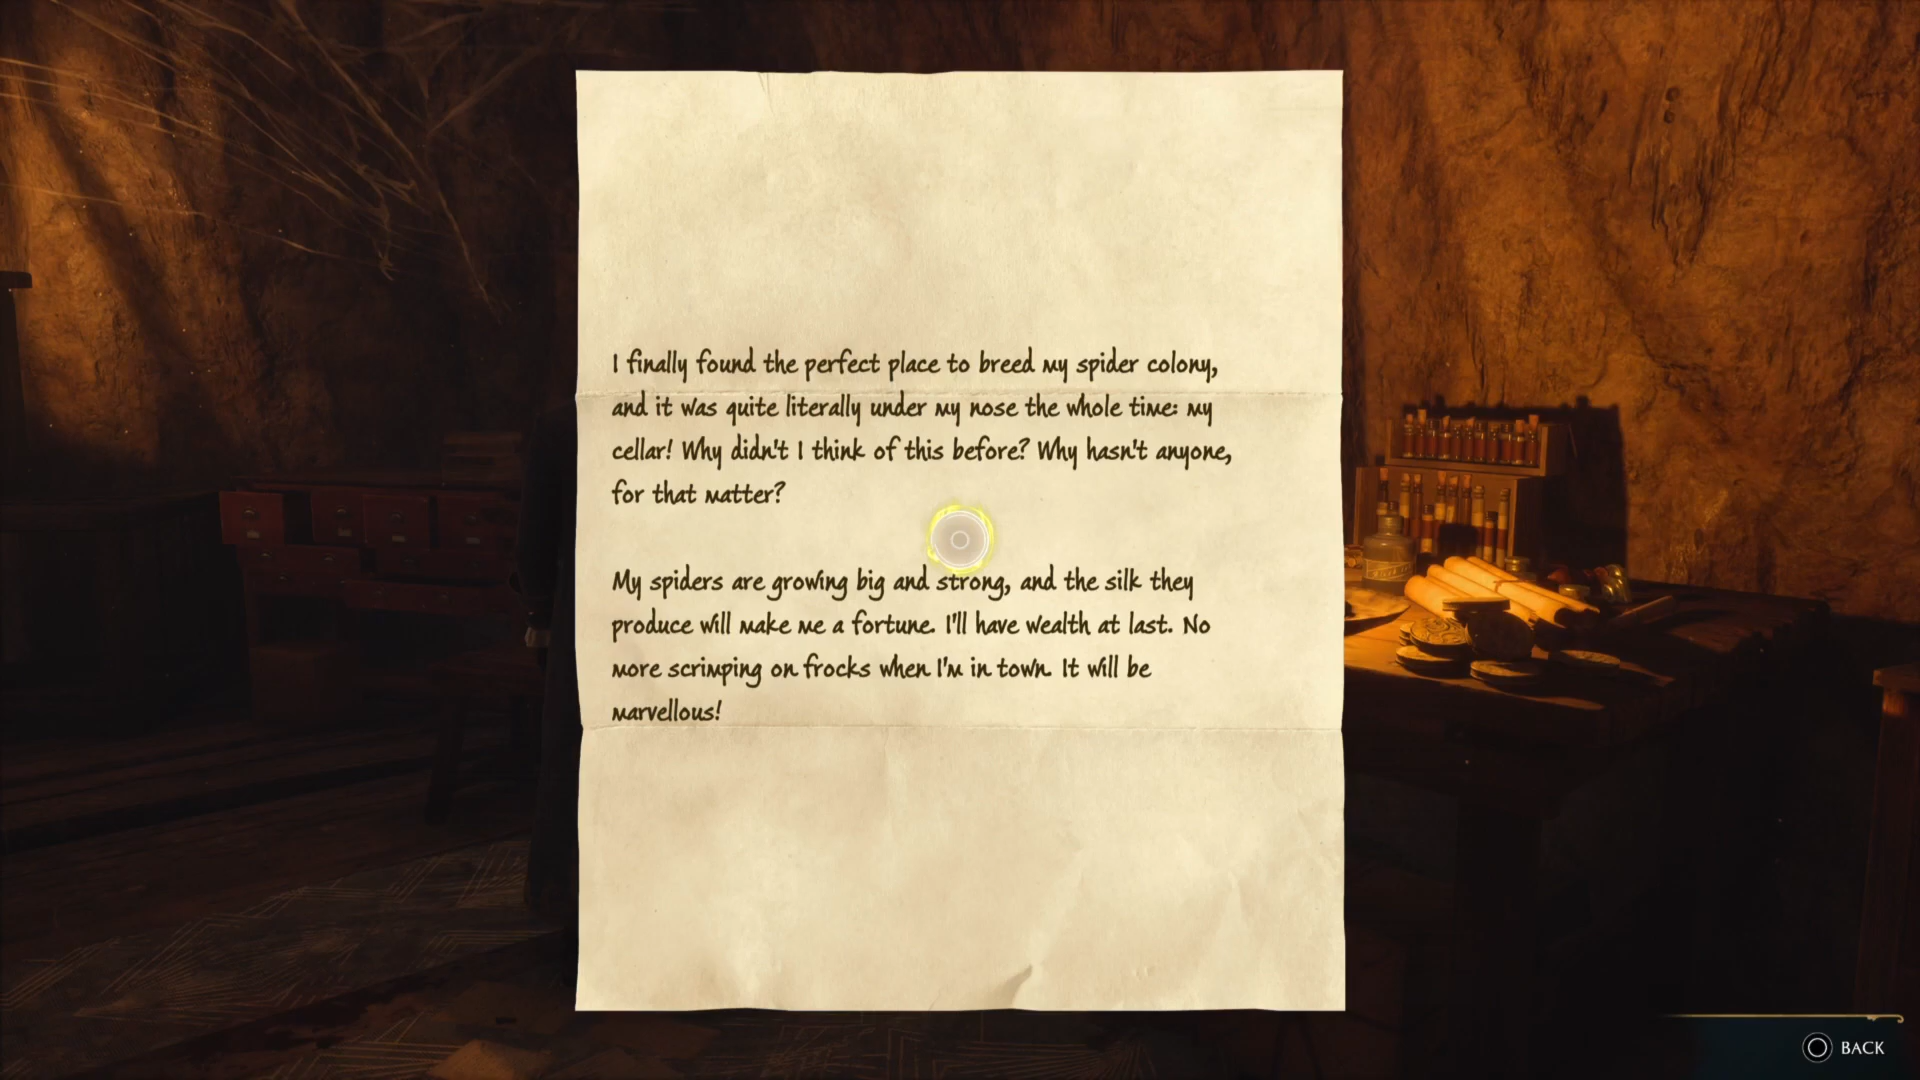 I finally found the perfect place to breed my spider colony,
and it was quite literally under my nose the whole time: my
cellar! Why didn't I think of this before? Why hasn't anyone,
for that matter?
My spiders are growing big and strong, and the silk they
produce will make me a fortune. I'll have wealth at last. No
more scrimping on frocks when I'm in town. It will be
marvellous!
BACK